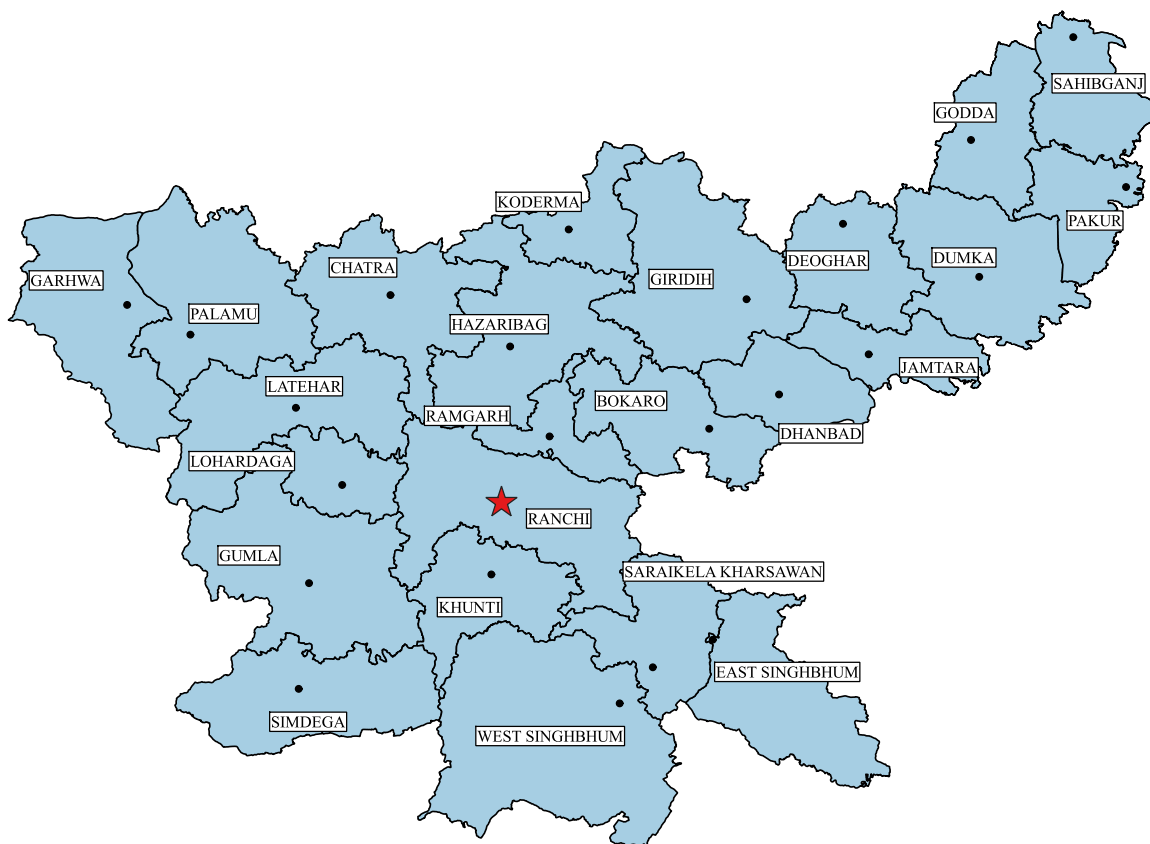 SAHIBGANJ
GODDA
KODERMA
PAKUR
GARHWA
CHATRA
GIRIDIH
DEOGHAR
DUMKA
PALAMU
HAZARIBAG
JAMTARA
LATEHAR
BOKARO
RAMGARH
DHANBAD
LOHARDAGA
RANCHI
GUMLA
SARAIKELA KHARSAWAN
KHUNTI
EAST SINGHBHUM
SIMDEGA
WEST SINGHBHUM